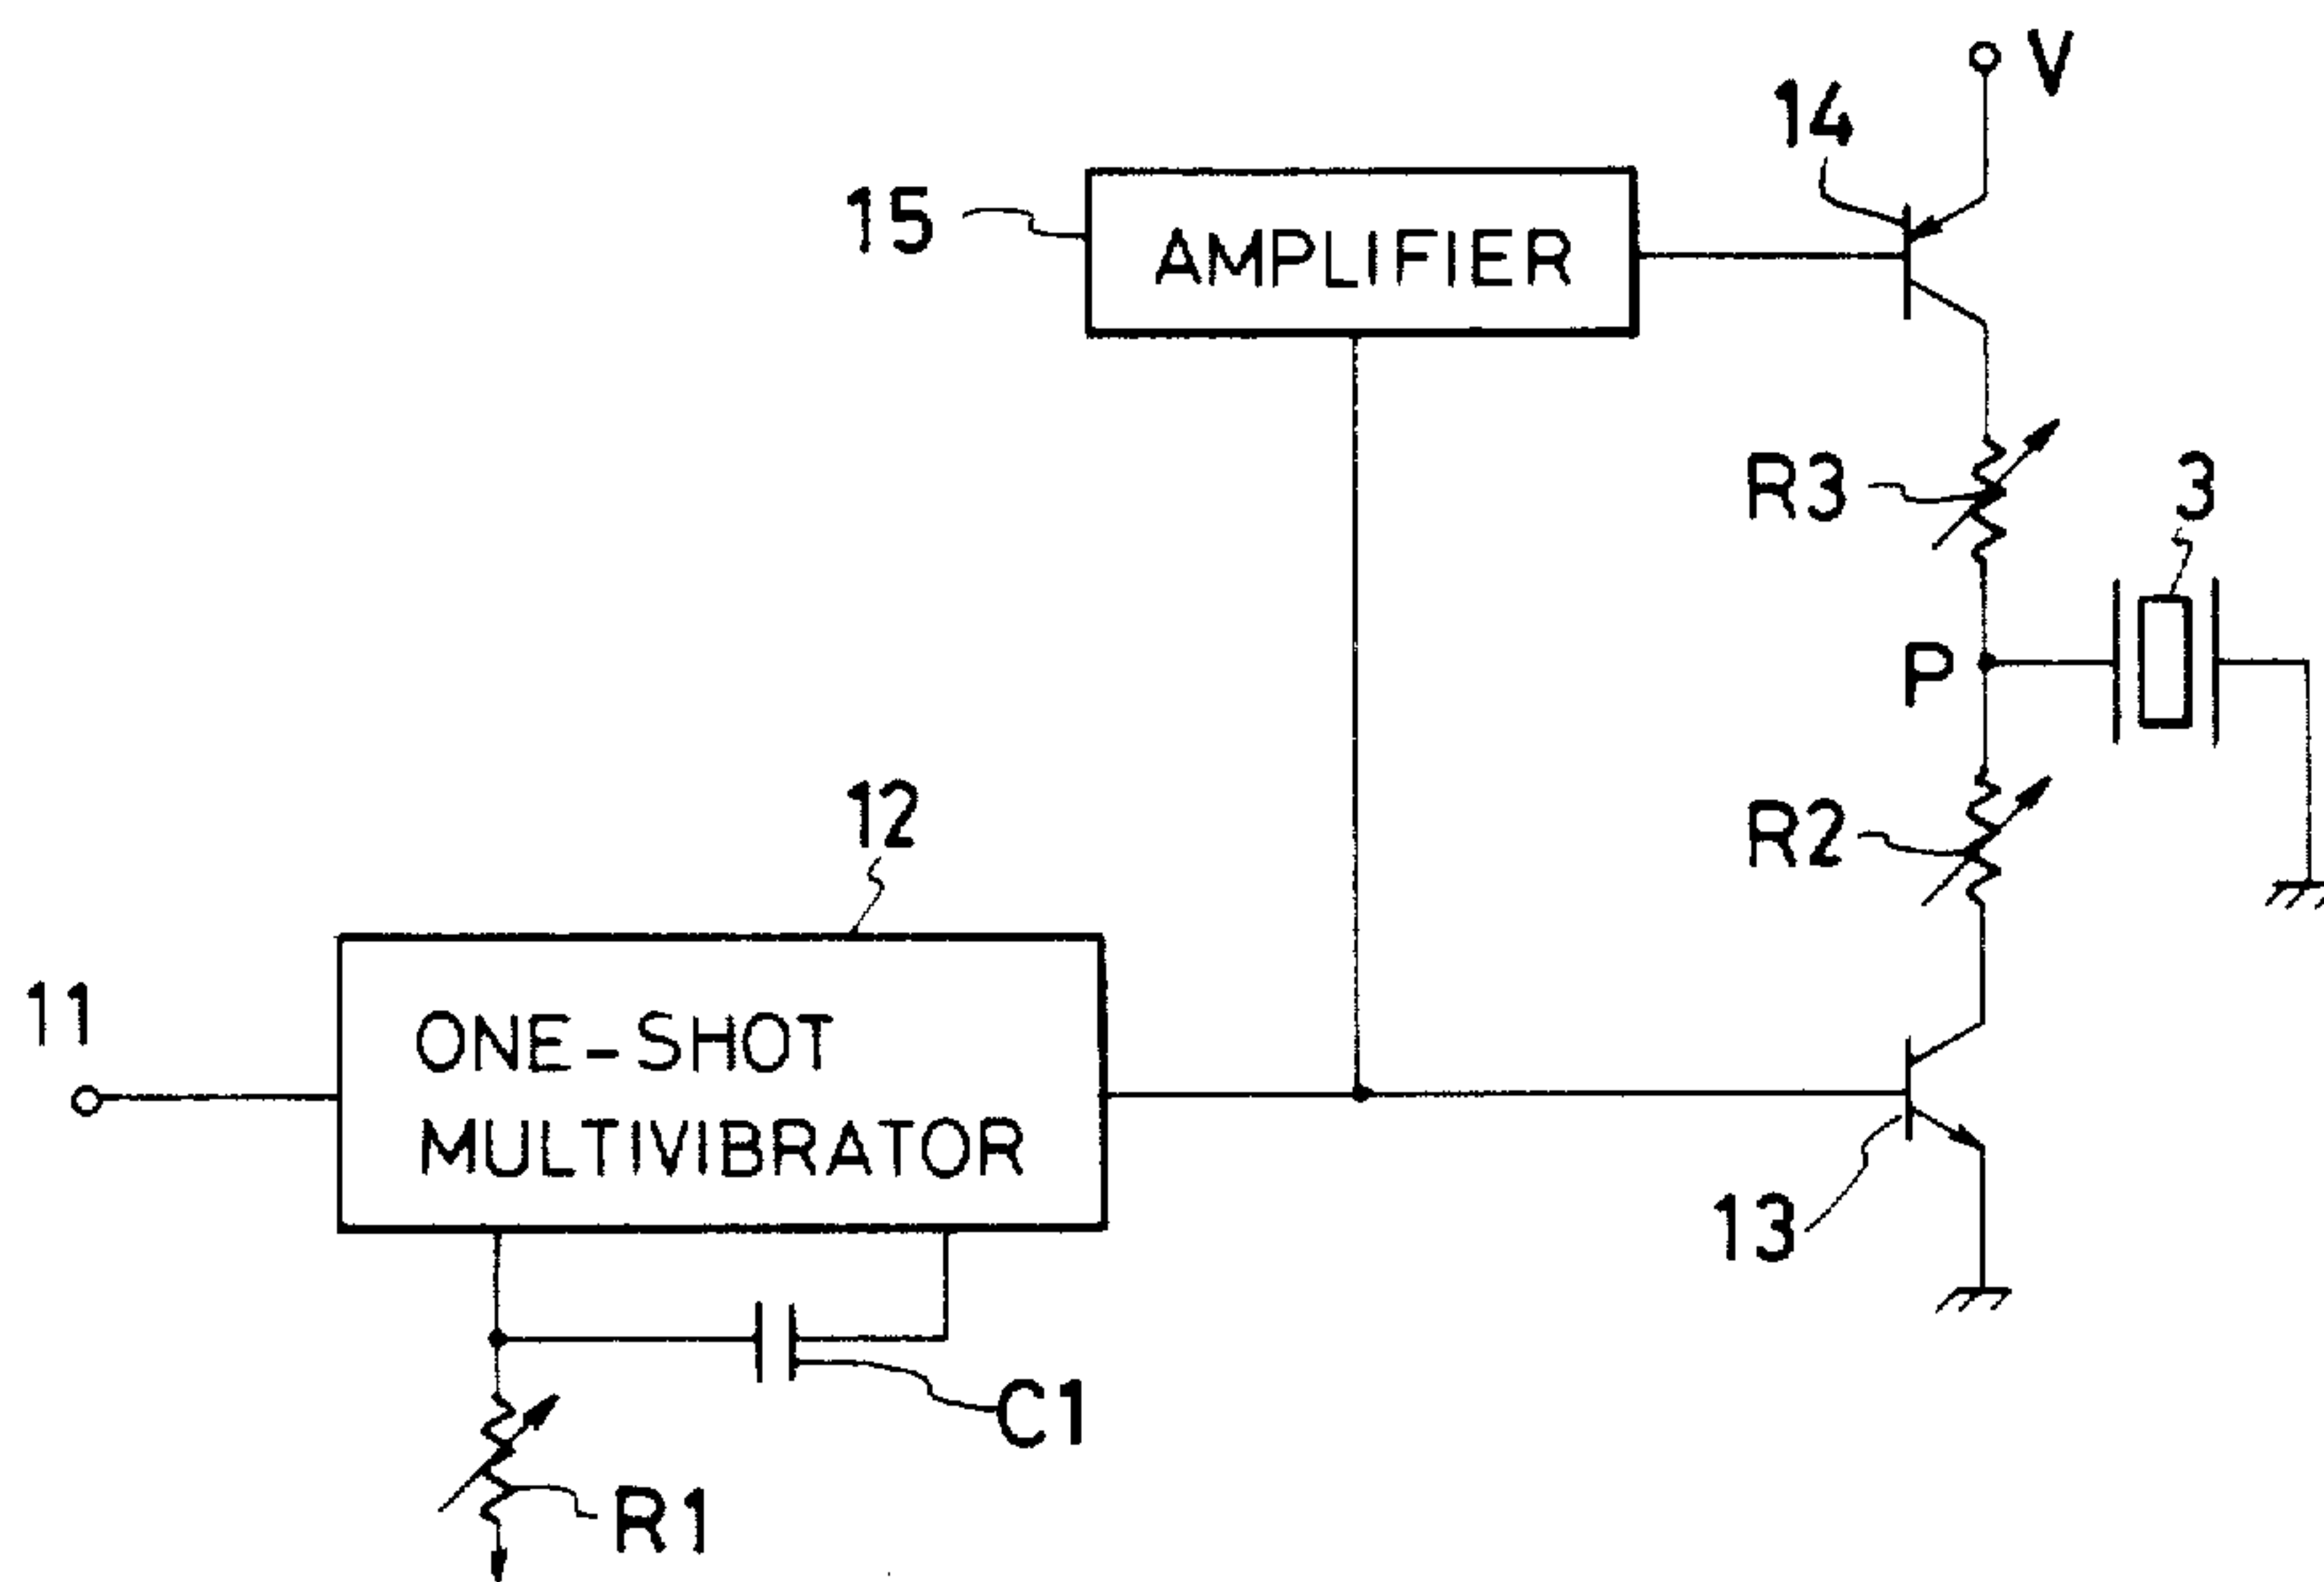 V
14
15
AMPLIFIER
R3
3
P
12
R2
11
ONE-SHOT
MULTIVIBRATOR
13
C1
R1